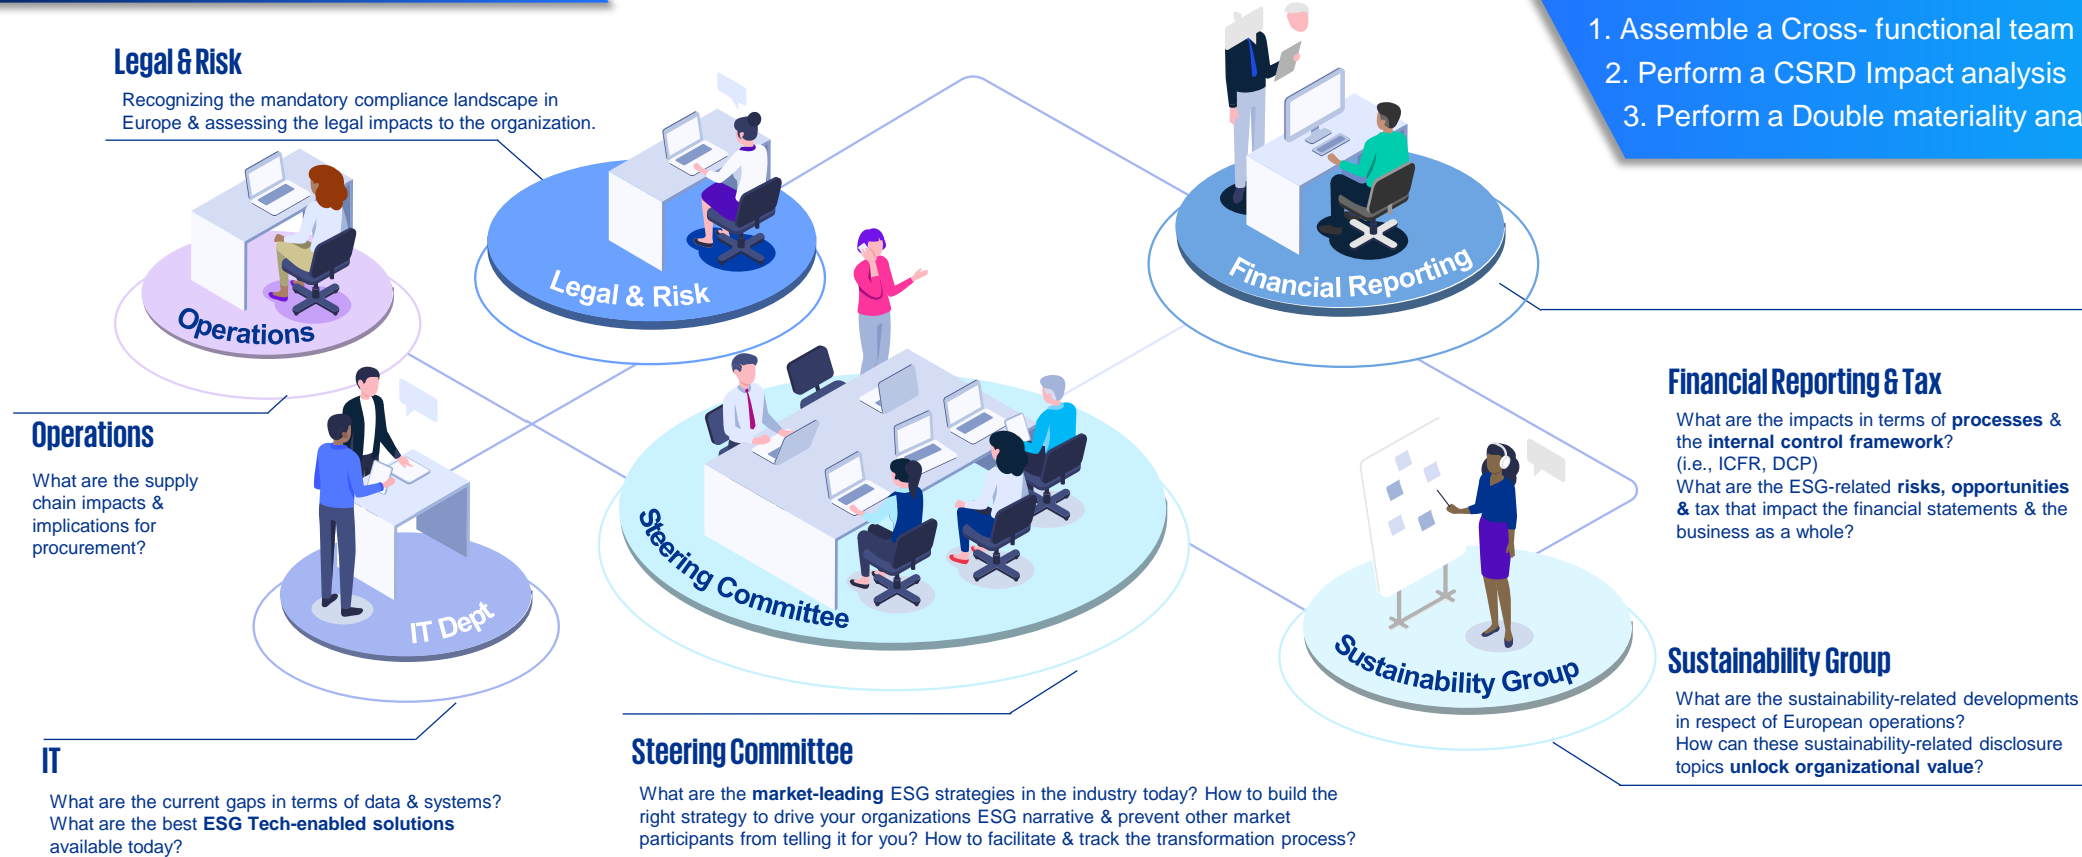 1. Assemble a Cross- functional team
2. Perform a CSRD Impact analysis
3. Perform a Double materiality
Legal & Risk
Recognizing the mandatory compliance landscape in
Europe & assessing the legal impacts to the organization.
Operations
Legal & Risk
Financial Reporting
Steering Committee
IT Dept
Sustainability Group
Operations
What are the supply
chain impacts &
implications for
procurement?
Financial Reporting & Tax
What are the impacts in terms of processes &
the internal control framework?
(i.e., ICFR, DCP)
What are the ESG-related risks, opportunities
& tax that impact the financial statements & the
business as a whole?
Sustainability Group
What are the sustainability-related developments
in respect of European operations?
How can these sustainability-related disclosure
topics unlock organizational value?
IT
What are the current gaps in terms of data & systems?
What are the best ESG Tech-enabled solutions
available today?
Steering Committee
What are the market-leading ESG strategies in the industry today? How to build the
right strategy to drive your organizations ESG narrative & prevent other market
participants from telling it for you? How to facilitate & track the transformation process?